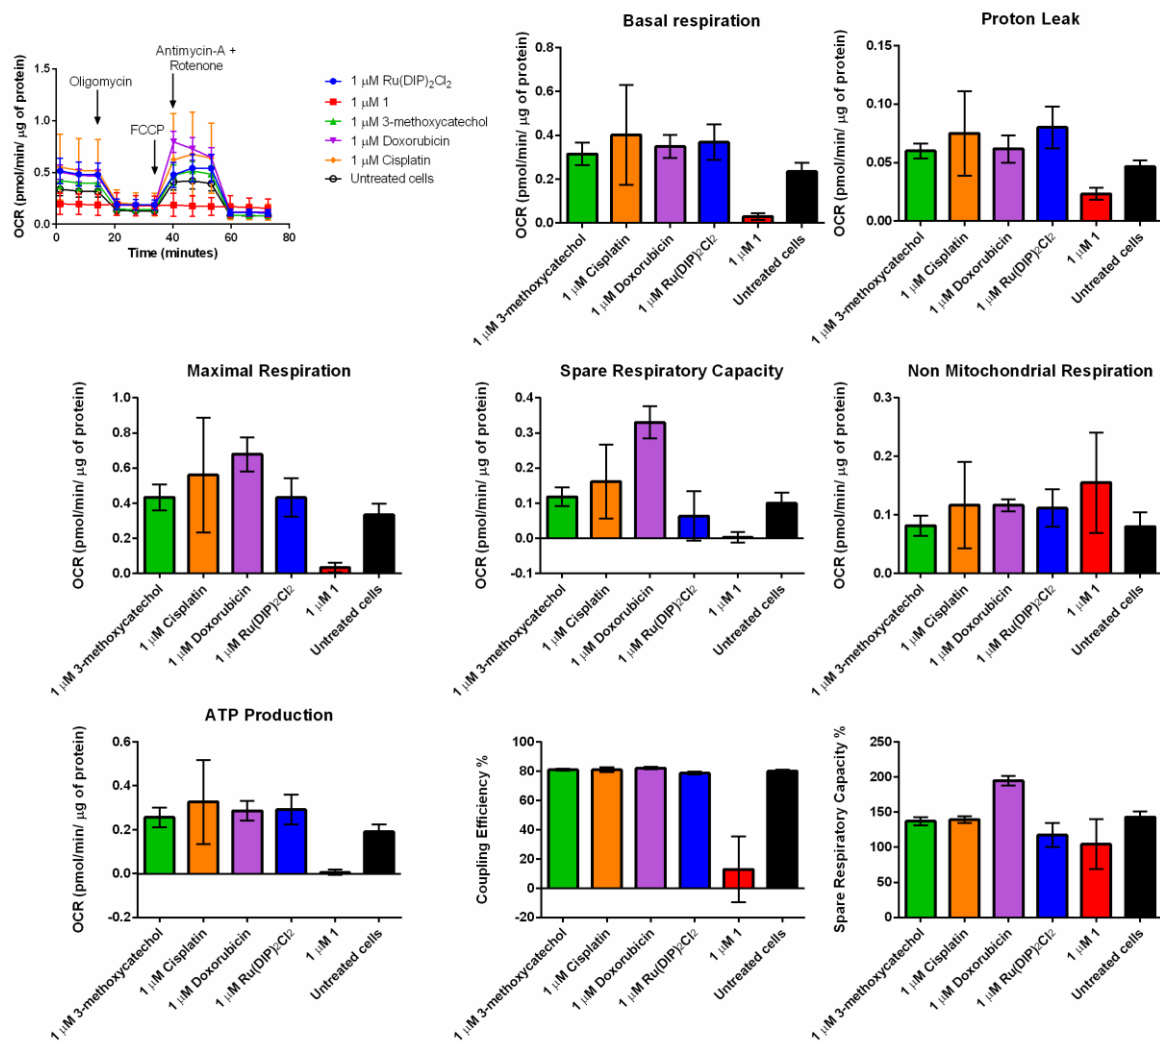 Antimycin-A +
Rotenone
Oligomycin
FCCP
OCR (pmol/min/ μg of protein)
1.5
1.0
0.5
0.0
0 20 40 60 80
Time (minutes)
1 μM Ru(DIP)₂Cl₂
1 μM 1
1 μM 3-methoxycatechol
1 μM Doxorubicin
1 μM Cisplatin
Untreated cells
Basal respiration
OCR (pmol/min/ μg of protein)
0.8
0.6
0.4
0.2
0.0
1 μM 3-methoxycatechol
1 μM Cisplatin
1 μM Doxorubicin
1 μM Ru(DIP)₂Cl₂
1 μM 1
Untreated cells
Proton Leak
OCR (pmol/min/ μg of protein)
0.15
0.10
0.05
0.00
1 μM 3-methoxycatechol
1 μM Cisplatin
1 μM Doxorubicin
1 μM Ru(DIP)₂Cl₂
1 μM 1
Untreated cells
Maximal Respiration
OCR (pmol/min/ μg of protein)
1.0
0.8
0.6
0.4
0.2
0.0
1 μM 3-methoxycatechol
1 μM Cisplatin
1 μM Doxorubicin
1 μM Ru(DIP)₂Cl₂
1 μM 1
Untreated cells
Spare Respiratory Capacity
OCR (pmol/min/ μg of protein)
0.4
0.3
0.2
0.1
0.0
-0.1
1 μM 3-methoxycatechol
1 μM Cisplatin
1 μM Doxorubicin
1 μM Ru(DIP)₂Cl₂
1 μM 1
Untreated cells
Non Mitochondrial Respiration
OCR (pmol/min/ μg of protein)
0.3
0.2
0.1
0.0
1 μM 3-methoxycatechol
1 μM Cisplatin
1 μM Doxorubicin
1 μM Ru(DIP)₂Cl₂
1 μM 1
Untreated cells
ATP Production
OCR (pmol/min/ μg of protein)
0.6
0.4
0.2
0.0
-0.2
1 μM 3-methoxycatechol
1 μM Cisplatin
1 μM Doxorubicin
1 μM Ru(DIP)₂Cl₂
1 μM 1
Untreated cells
Coupling Efficiency %
100
80
60
40
20
0
-20
1 μM 3-methoxycatechol
1 μM Cisplatin
1 μM Doxorubicin
1 μM Ru(DIP)₂Cl₂
1 μM 1
Untreated cells
Spare Respiratory Capacity %
250
200
150
100
50
0
1 μM 3-methoxycatechol
1 μM Cisplatin
1 μM Doxorubicin
1 μM Ru(DIP)₂Cl₂
1 μM 1
Untreated cells